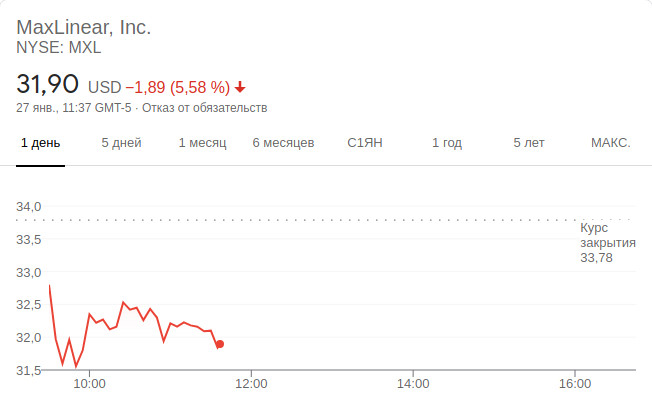 MaxLinear, Inc.
NYSE: MXL
31,90 USD −1,89 (5,58 %)
27 янв., 11:37 GMT-5 · Отказ от обязательств
1 день 5 дней 1 месяц 6 месяцев С1ЯН 1 год 5 лет МАКС.
34,0
Курс
33,5
закрытия
33,78
33,0
32,5
32,0
31,5
10:00 12:00 14:00 16:00